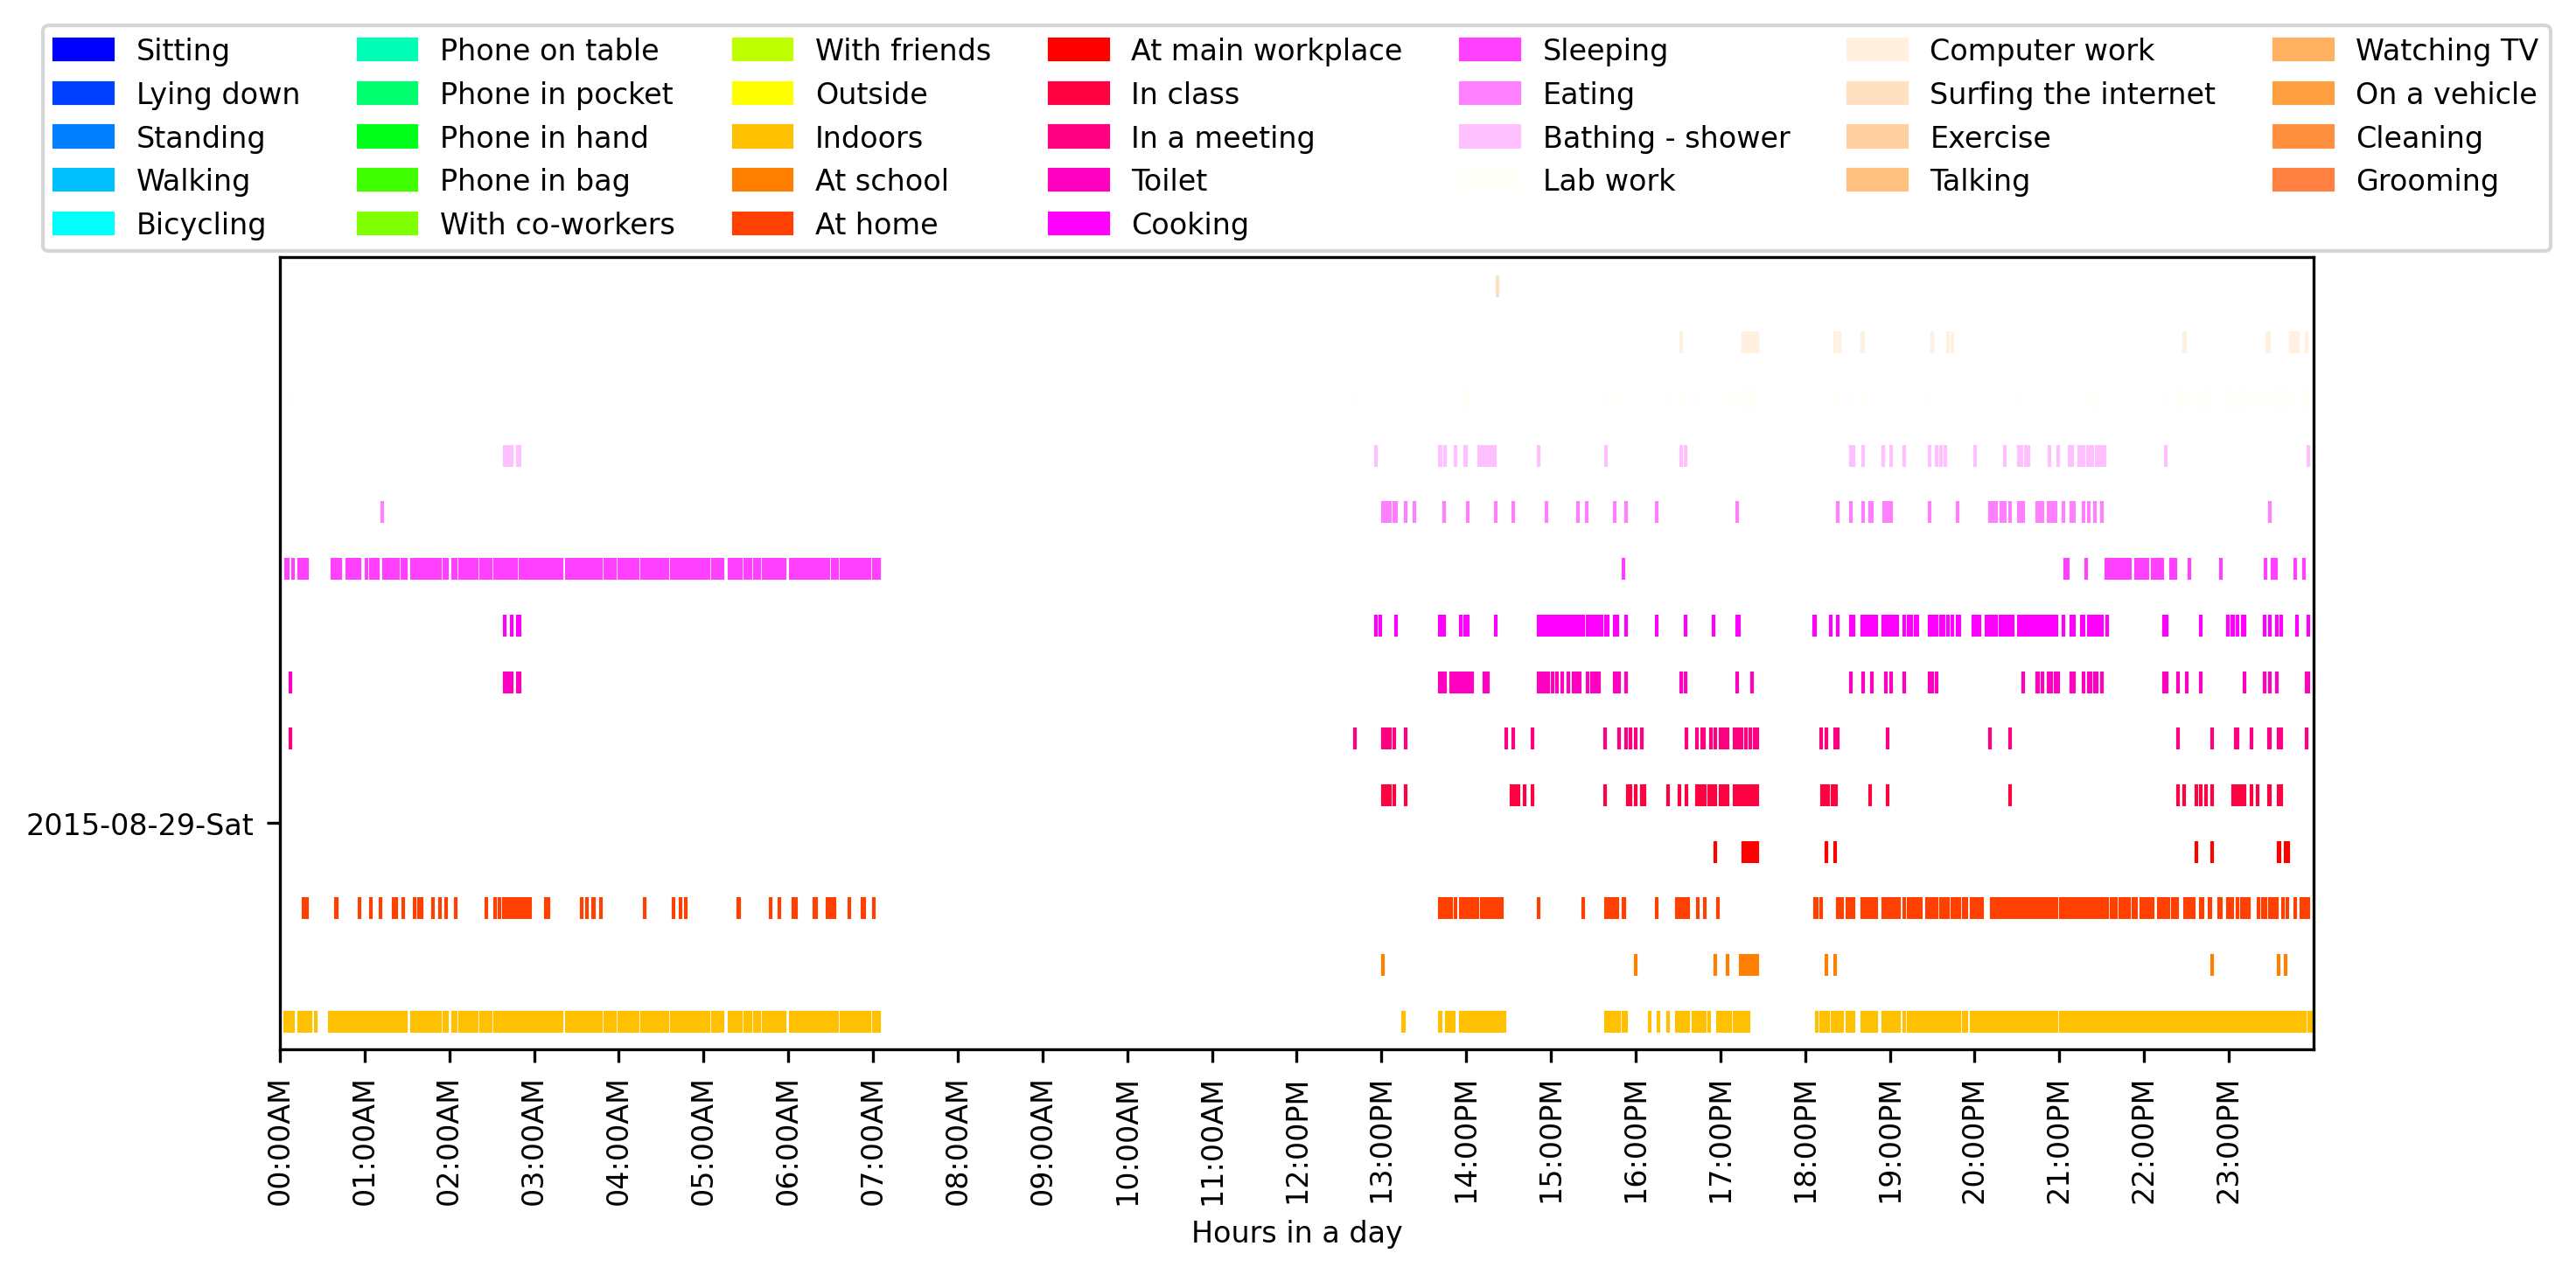 Sitting
Lying down
Standing
Walking
Bicycling
Phone on table
Phone in pocket
Phone in hand
Phone in bag
With co-workers
With friends
Outside
Indoors
At school
At home
At main workplace
In class
In a meeting
Toilet
Cooking
Sleeping
Eating
Bathing - shower
Lab work
Computer work
Surfing the internet
Exercise
Talking
Watching TV
On a vehicle
Cleaning
Grooming
2015-08-29-Sat
00:00AM
01:00AM
02:00AM
03:00AM
04:00AM
05:00AM
06:00AM
07:00AM
08:00AM
09:00AM
10:00AM
11:00AM
12:00PM
13:00PM
14:00PM
15:00PM
16:00PM
17:00PM
18:00PM
19:00PM
20:00PM
21:00PM
22:00PM
23:00PM
Hours in a day